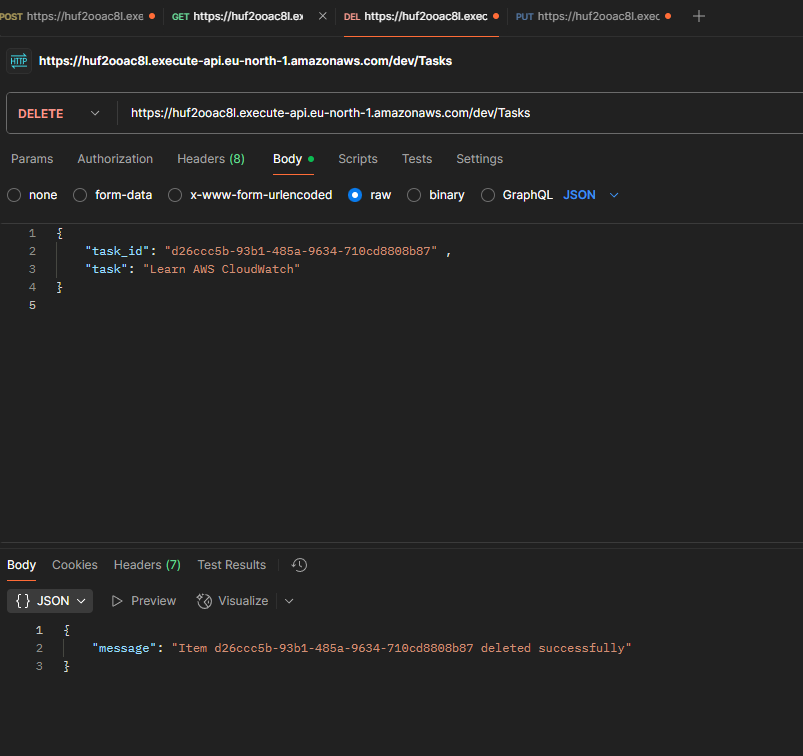 POST https://huf2ooac8l.exe GET https://huf2ooac8l.ex DEL https://huf2ooac8l.exec PUT https://huf2ooac8l.exec
HTTP https://huf2ooac8l.execute-api.eu-north-1.amazonaws.com/dev/Tasks
DELETE https://huf2ooac8l.execute-api.eu-north-1.amazonaws.com/dev/Tasks
Params Authorization Headers (8) Body Scripts Tests Settings
none form-data x-www-form-urlencoded raw binary GraphQL JSON
1 {
2 "task_id": "d26ccc5b-93b1-485a-9634-710cd8808b87" ,
3 "task": "Learn AWS CloudWatch"
4 }
5
Body Cookies Headers (7) Test Results
{} JSON Preview Visualize
1 {
2 "message": "Item d26ccc5b-93b1-485a-9634-710cd8808b87 deleted successfully"
3 }